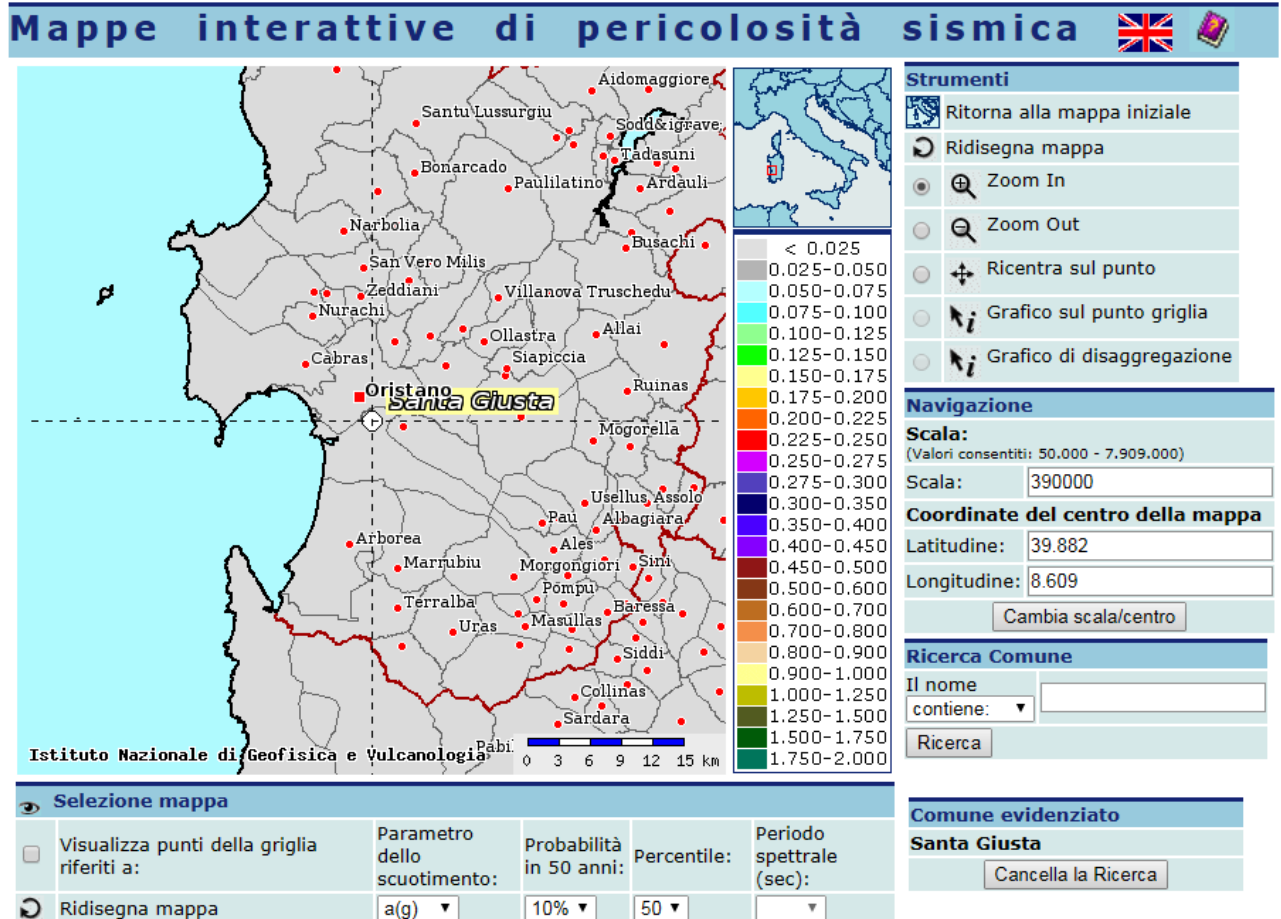 Mappe interattive di pericolosità sismica
Aidomaggiore
Santu Lussurgiu
Sodd&igrave;
Tadasuni
Bonarcado
Paulilatino
Ardauli
Narbolia
Busachi
San Vero Milis
Zeddiani
Villanova Truschedu
Nurachi
Ollastra
Allai
Siapiccia
Cabras
Ruinas
Oristano
Santa Giusta
Mogorella
Usellus
Assolo
Pau
Albagiara
Arborea
Ales
Marrubiu
Morgongiori
Sini
Pompu
Terralba
Baressa
Masullas
Uras
Siddi
Collinas
Sardara
Pabil
Istituto Nazionale di Geofisica e Vulcanologia
0 3 6 9 12 15 km
< 0.025
0.025-0.050
0.050-0.075
0.075-0.100
0.100-0.125
0.125-0.150
0.150-0.175
0.175-0.200
0.200-0.225
0.225-0.250
0.250-0.275
0.275-0.300
0.300-0.350
0.350-0.400
0.400-0.450
0.450-0.500
0.500-0.600
0.600-0.700
0.700-0.800
0.800-0.900
0.900-1.000
1.000-1.250
1.250-1.500
1.500-1.750
1.750-2.000
Strumenti
Ritorna alla mappa iniziale
Ridisegna mappa
Zoom In
Zoom Out
Ricentra sul punto
Grafico sul punto griglia
Grafico di disaggregazione
Navigazione
Scala:
(Valori consentiti: 50.000 - 7.909.000)
Scala: 390000
Coordinate del centro della mappa
Latitudine: 39.882
Longitudine: 8.609
Cambia scala/centro
Ricerca Comune
Il nome
contiene:
Ricerca
Comune evidenziato
Santa Giusta
Cancella la Ricerca
Selezione mappa
Visualizza punti della griglia
riferiti a:
Parametro
dello
scuotimento:
Probabilità
in 50 anni:
Percentile:
Periodo
spettrale
(sec):
Ridisegna mappa
a(g)
10%
50